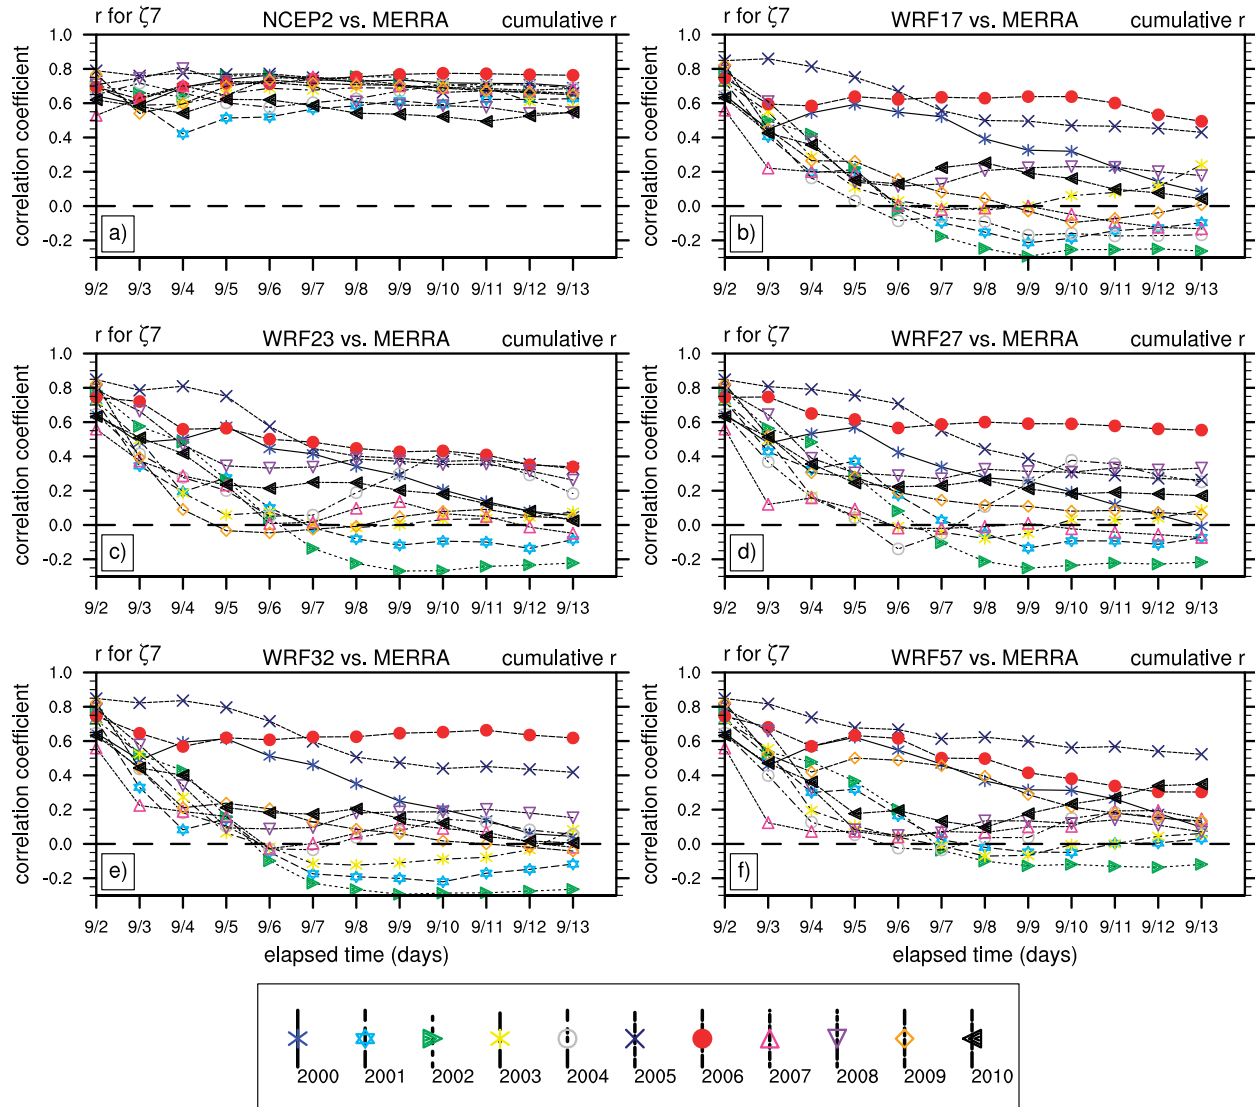 r for ζ7 NCEP2 vs. MERRA cumulative r
correlation coefficient
1.0
0.8
0.6
0.4
0.2
0.0
-0.2
a)
9/2 9/3 9/4 9/5 9/6 9/7 9/8 9/9 9/10 9/11 9/12 9/13
r for ζ7 WRF17 vs. MERRA cumulative r
correlation coefficient
1.0
0.8
0.6
0.4
0.2
0.0
-0.2
b)
9/2 9/3 9/4 9/5 9/6 9/7 9/8 9/9 9/10 9/11 9/12 9/13
r for ζ7 WRF23 vs. MERRA cumulative r
correlation coefficient
1.0
0.8
0.6
0.4
0.2
0.0
-0.2
c)
9/2 9/3 9/4 9/5 9/6 9/7 9/8 9/9 9/10 9/11 9/12 9/13
r for ζ7 WRF27 vs. MERRA cumulative r
correlation coefficient
1.0
0.8
0.6
0.4
0.2
0.0
-0.2
d)
9/2 9/3 9/4 9/5 9/6 9/7 9/8 9/9 9/10 9/11 9/12 9/13
r for ζ7 WRF32 vs. MERRA cumulative r
correlation coefficient
1.0
0.8
0.6
0.4
0.2
0.0
-0.2
e)
9/2 9/3 9/4 9/5 9/6 9/7 9/8 9/9 9/10 9/11 9/12 9/13
elapsed time (days)
r for ζ7 WRF57 vs. MERRA cumulative r
correlation coefficient
1.0
0.8
0.6
0.4
0.2
0.0
-0.2
f)
9/2 9/3 9/4 9/5 9/6 9/7 9/8 9/9 9/10 9/11 9/12 9/13
elapsed time (days)
2000 2001 2002 2003 2004 2005 2006 2007 2008 2009 2010